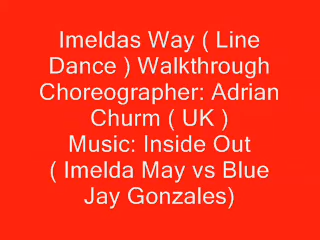 Imeldas Way ( Line
Dance ) Walkthrough
Choreographer: Adrian
Churm ( UK )
Music: Inside Out
( Imelda May vs Blue
Jay Gonzales)